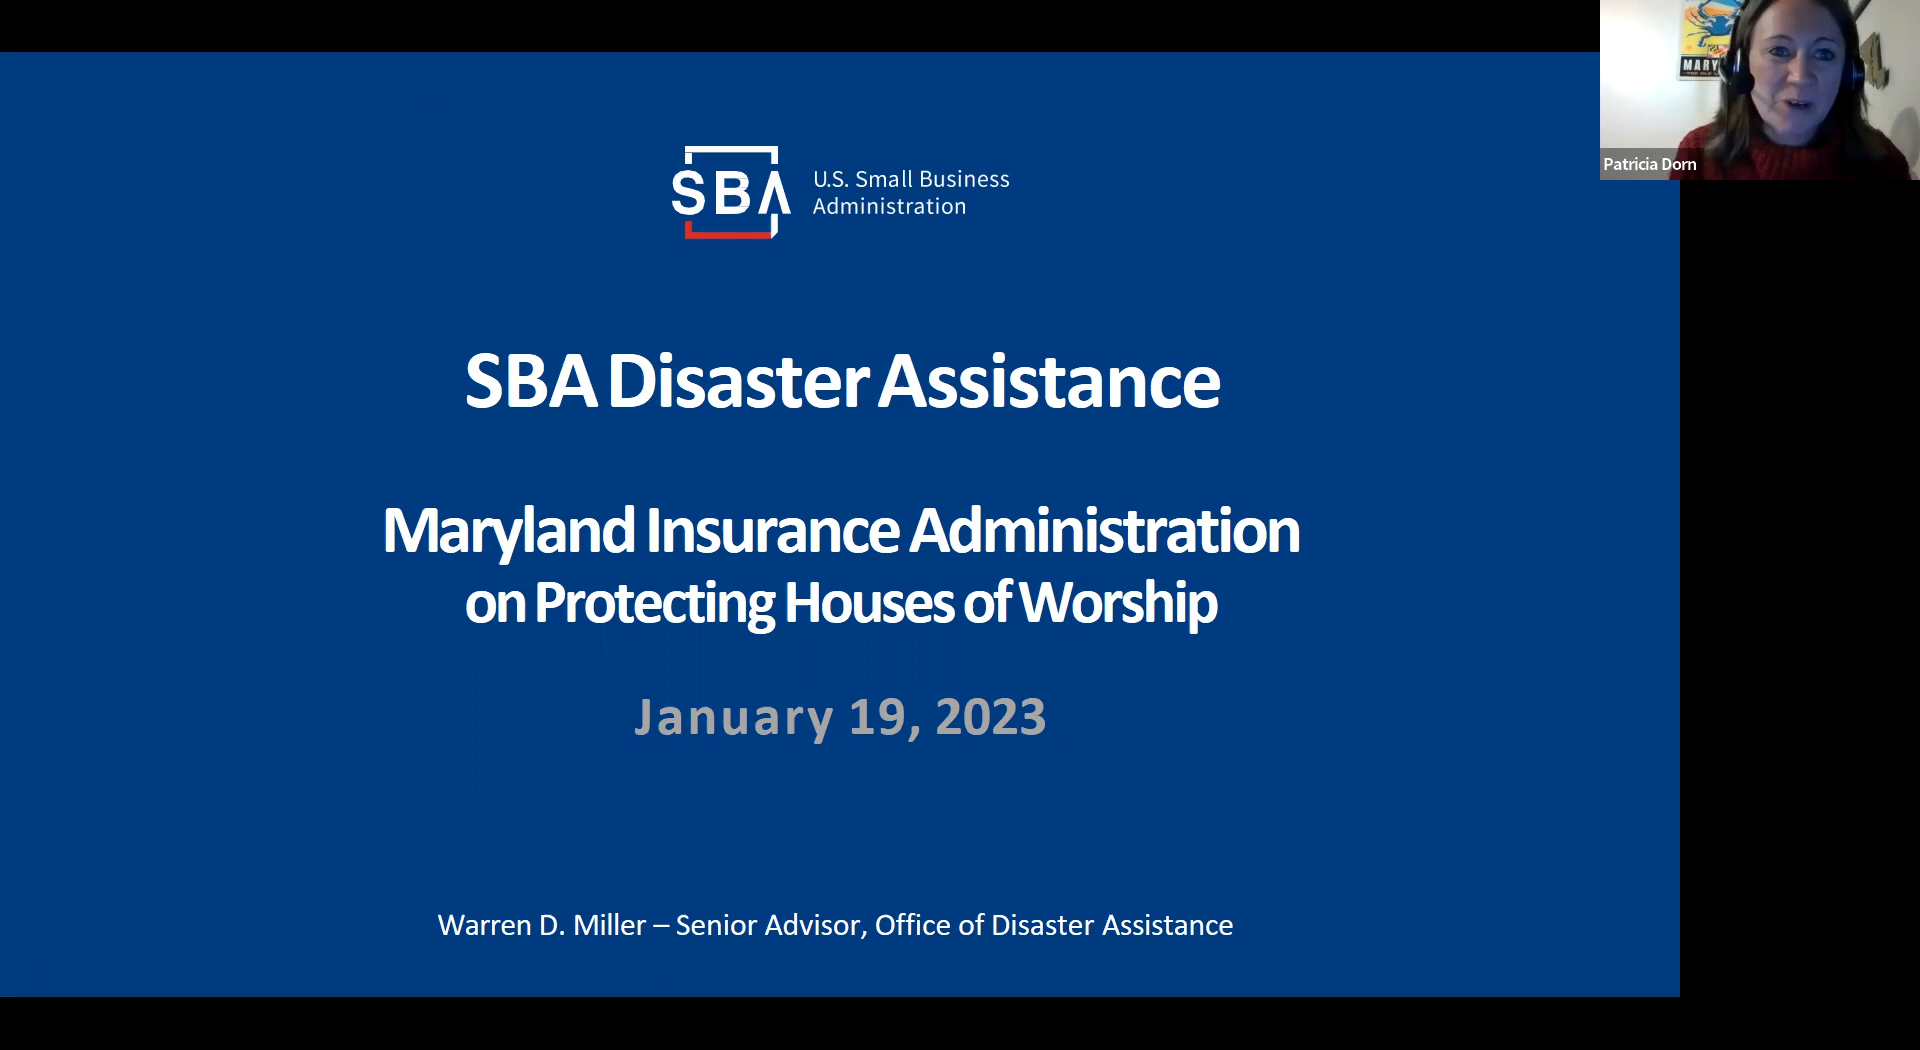 SBA
U.S. Small Business
Administration
SBA Disaster Assistance
Maryland Insurance Administration
on Protecting Houses of Worship
January 19, 2023
Warren D. Miller – Senior Advisor, Office of Disaster Assistance
MARY
Patricia Dorn